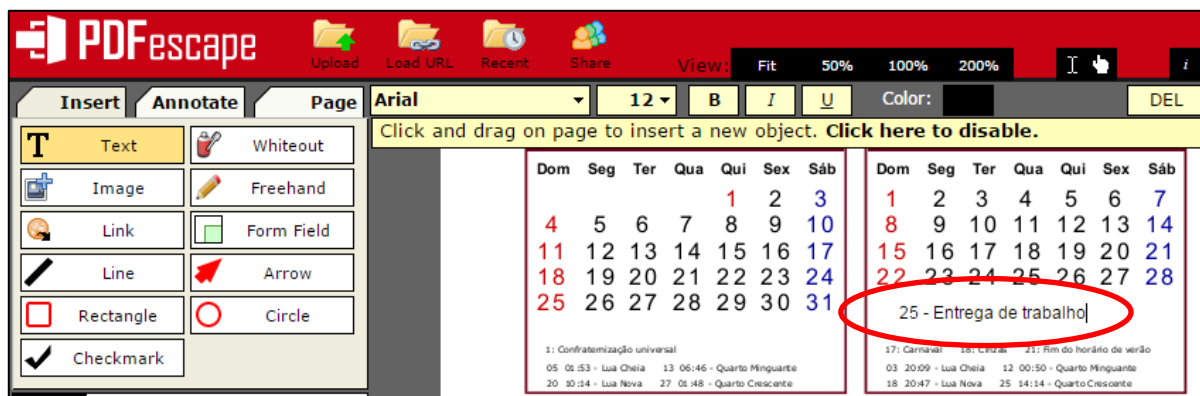 PDFescape
Upload Load URL Recent Share View: Fit 50% 100% 200% i
Insert Annotate Page Arial 12 B I U Color: DEL
Click and drag on page to insert a new object. Click here to disable.
T Text Whiteout
Image Freehand
Link Form Field
Line Arrow
Rectangle Circle
Checkmark
Dom Seg Ter Qua Qui Sex Sáb
1 2 3
4 5 6 7 8 9 10
11 12 13 14 15 16 17
18 19 20 21 22 23 24
25 26 27 28 29 30 31
1: Confraternização universal
05 01:53 - Lua Cheia 13 06:46 - Quarto Minguante
20 10:14 - Lua Nova 27 01:48 - Quarto Crescente
Dom Seg Ter Qua Qui Sex Sáb
1 2 3 4 5 6 7
8 9 10 11 12 13 14
15 16 17 18 19 20 21
22 23 24 25 26 27 28
25 - Entrega de trabalho
17: Carnaval 18: Cinzas 21: Fim do horário de verão
03 20:09 - Lua Cheia 12 00:50 - Quarto Minguante
18 20:47 - Lua Nova 25 14:14 - Quarto Crescente